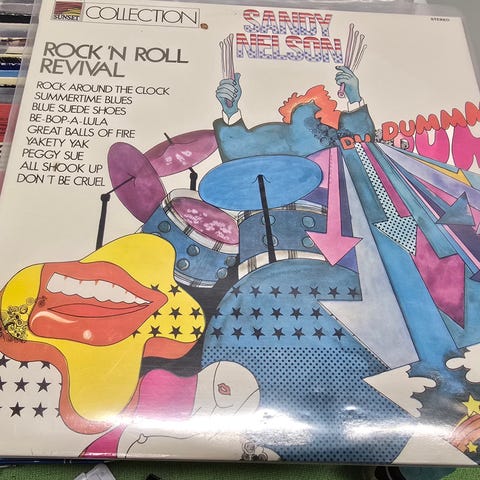 SUNSET
COLLECTION
STEREO
SANDY
NELSON
ROCK 'N ROLL
REVIVAL
ROCK AROUND THE CLOCK
SUMMERTIME BLUES
BLUE SUEDE SHOES
BE-BOP-A-LULA
GREAT BALLS OF FIRE
YAKETY YAK
PEGGY SUE
ALL SHOOK UP
DON'T BE CRUEL